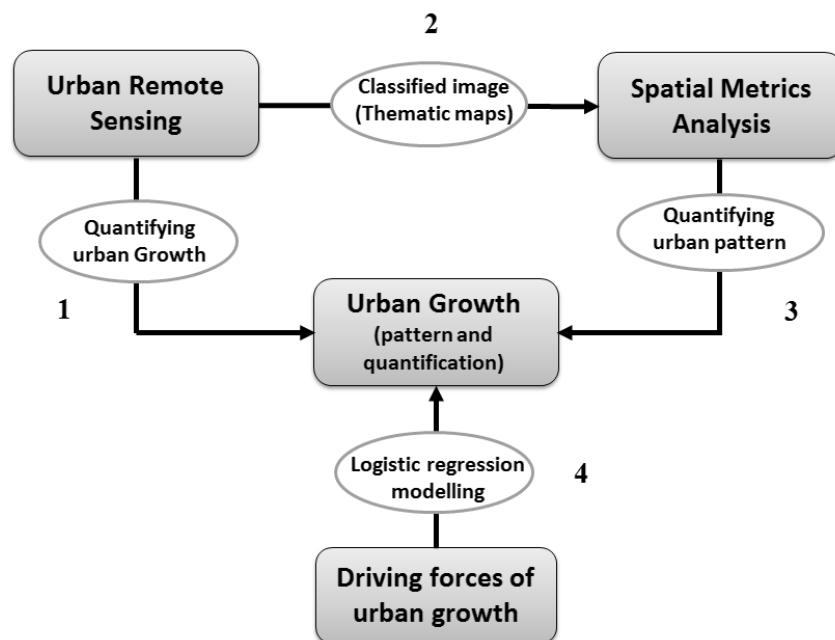 2
Urban Remote
Sensing
Classified image
(Thematic maps)
Spatial Metrics
Analysis
Quantifying
urban Growth
Quantifying
urban pattern
1
Urban Growth
(pattern and
quantification)
3
Logistic regression
modelling
4
Driving forces of
urban growth